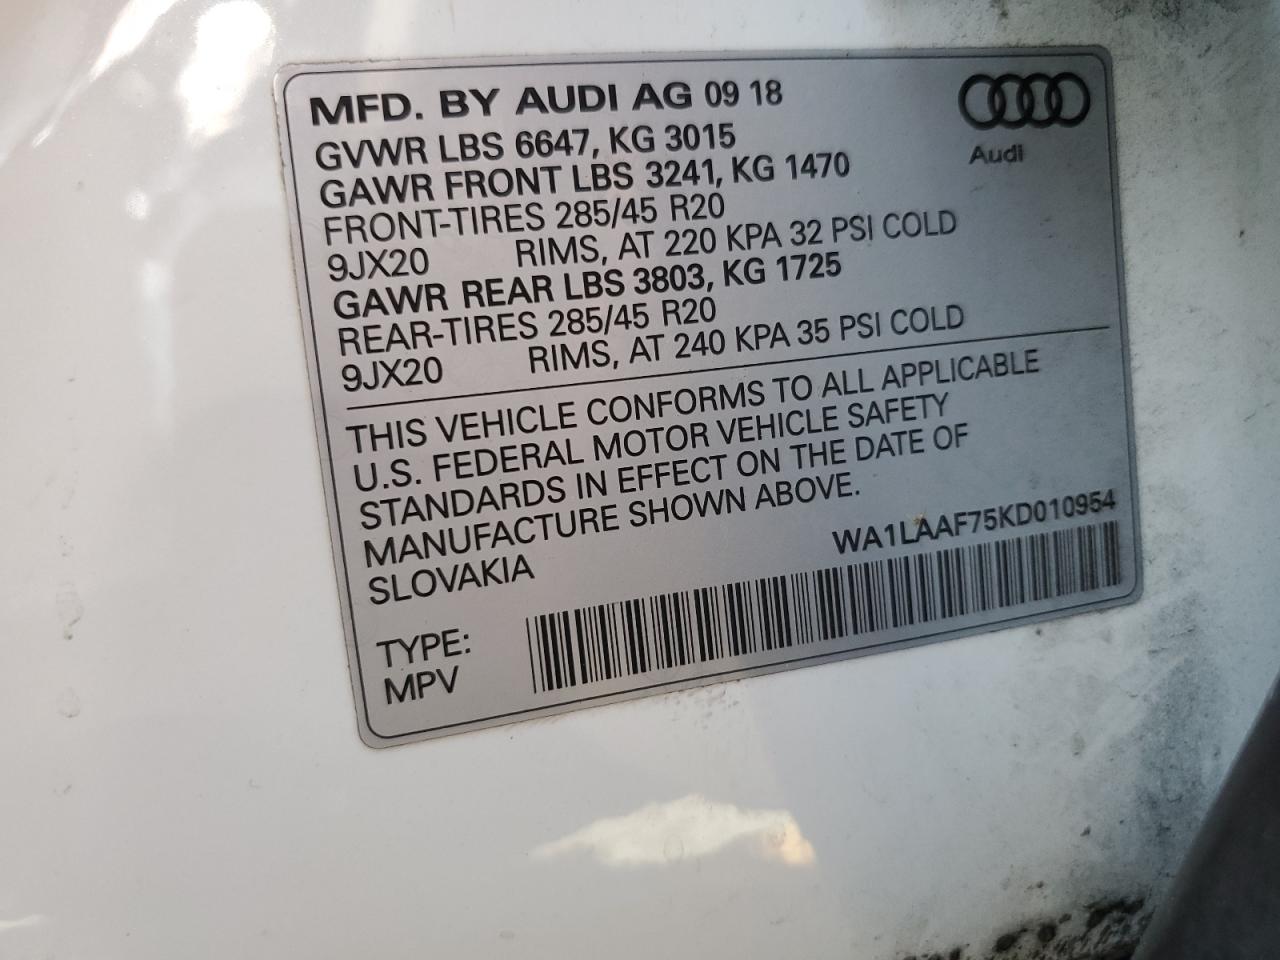 MFD. BY AUDI AG 09 18
GVWR LBS 6647, KG 3015
GAWR FRONT LBS 3241, KG 1470
FRONT-TIRES 285/45 R20
9JX20 RIMS, AT 220 KPA 32 PSI COLD
GAWR REAR LBS 3803, KG 1725
REAR-TIRES 285/45 R20
9JX20 RIMS, AT 240 KPA 35 PSI COLD
Audi
THIS VEHICLE CONFORMS TO ALL APPLICABLE
U.S. FEDERAL MOTOR VEHICLE SAFETY
STANDARDS IN EFFECT ON THE DATE OF
MANUFACTURE SHOWN ABOVE.
SLOVAKIA
WA1LAAF75KD010954
TYPE:
MPV